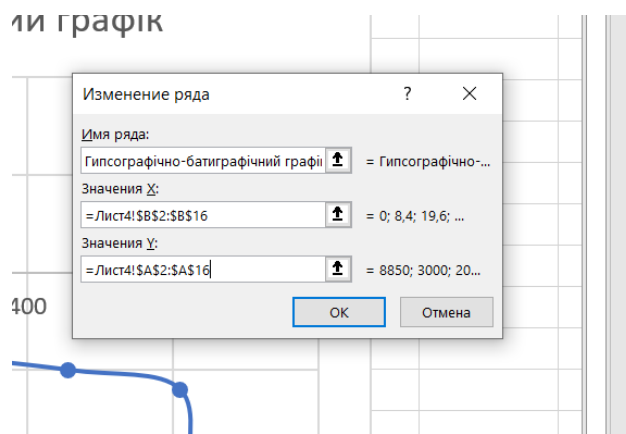 ий графік
Изменение ряда ?
Имя ряда:
Гипсографічно-батиграфічний графі = Гипсографічно-...
Значения X:
=Лист4!$B$2:$B$16 = 0; 8,4; 19,6; ...
Значения Y:
=Лист4!$A$2:$A$16 = 8850; 3000; 20...
400
ОК Отмена